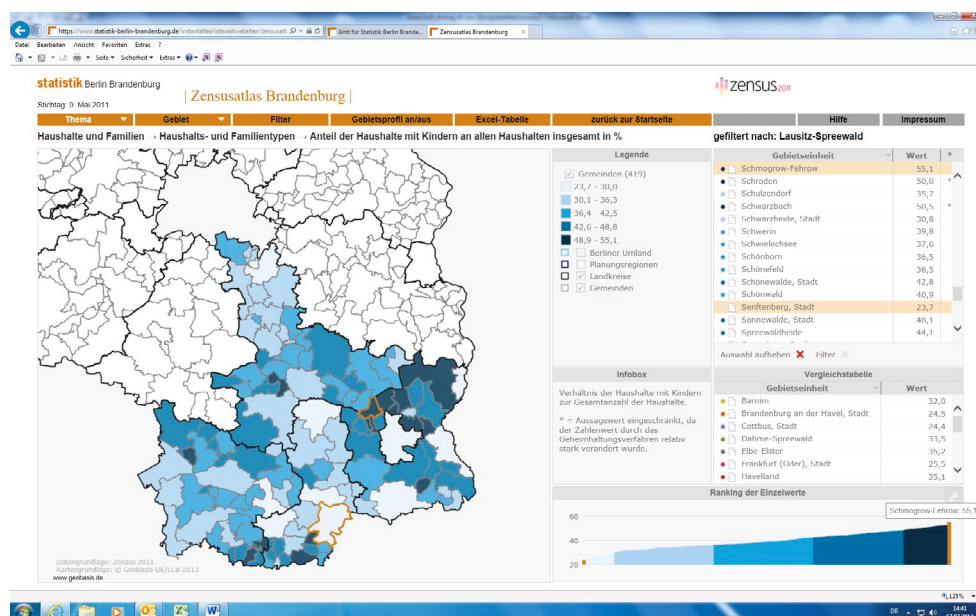 https://www.statistik-berlin-brandenburg.de/instantatlas/interaktivekarten/zensusatl
Amt für Statistik Berlin Brande...
Zensusatlas Brandenburg
Datei Bearbeiten Ansicht Favoriten Extras ?
Seite Sicherheit Extras
statistik Berlin Brandenburg
Stichtag: 9. Mai 2011
| Zensusatlas Brandenburg |
zensus2011
Thema Gebiet Filter Gebietsprofil an/aus Excel-Tabelle zurück zur Startseite Hilfe Impressum
Haushalte und Familien → Haushalts- und Familientypen → Anteil der Haushalte mit Kindern an allen Haushalten insgesamt in %
gefiltert nach: Lausitz-Spreewald
Legende
Gemeinden (419)
23,7 - 30,0
30,1 - 36,3
36,4 - 42,5
42,6 - 48,8
48,9 - 55,1
Berliner Umland
Planungsregionen
Landkreise
Gemeinden
Gebietseinheit Wert *
Schmogrow-Fehrow 55,1
Schraden 50,0 *
Schulzendorf 35,7
Schwarzbach 50,5 *
Schwarzheide, Stadt 30,8
Schwerin 39,8
Schwielochsee 37,6
Schönborn 36,5
Schönefeld 36,5
Schönewalde, Stadt 42,8
Schönwald 40,9
Senftenberg, Stadt 23,7
Sonnewalde, Stadt 46,1
Spreewaldheide 44,1
Auswahl aufheben Filter
Infobox
Verhältnis der Haushalte mit Kindern
zur Gesamtanzahl der Haushalte.
* = Aussagewert eingeschränkt, da
der Zahlenwert durch das
Geheimhaltungsverfahren relativ
stark verändert wurde.
Vergleichstabelle
Gebietseinheit Wert
Barnim 32,0
Brandenburg an der Havel, Stadt 24,5
Cottbus, Stadt 24,4
Dahme-Spreewald 33,5
Elbe Elster 35,2
Frankfurt (Oder), Stadt 25,5
Havelland 35,1
Ranking der Einzelwerte
Schmogrow-Fehrow: 55,1
60
40
20
Datengrundlage: Zensus 2011
Kartengrundlage: © GeoBasis-DE/LGB 2013
www.geobasis.de
125%
DE
14:41